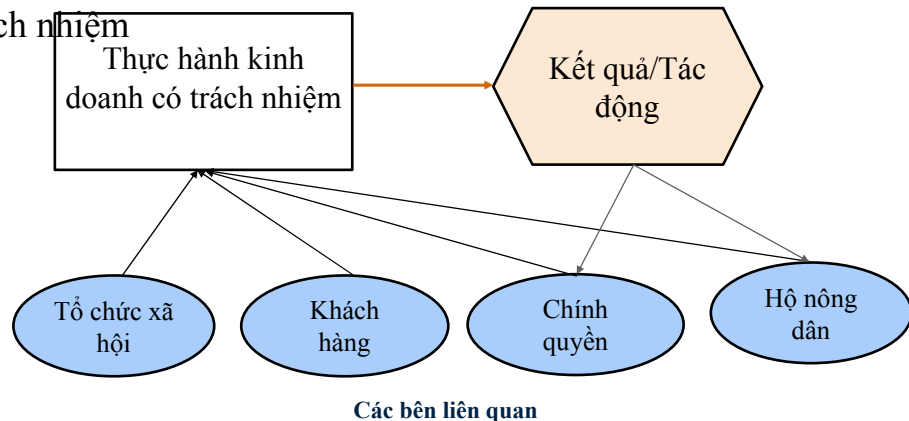 ch nhiệm
Thực hành kinh
doanh có trách nhiệm
Kết quả/Tác
động
Tổ chức xã
hội
Khách
hàng
Chính
quyền
Hộ nông
dân
Các bên liên quan